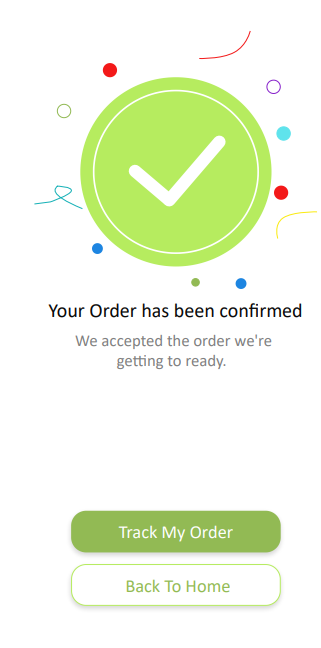 Your Order has been confirmed
We accepted the order we're
getting to ready.
Track My Order
Back To Home